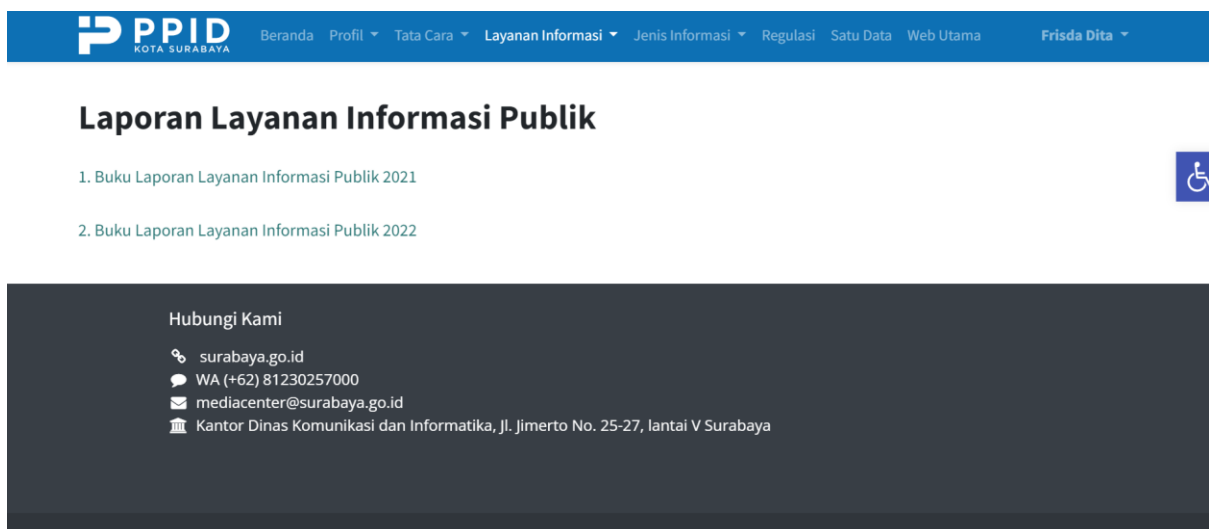 PPID
KOTA SURABAYA
Beranda Profil Tata Cara Layanan Informasi Jenis Informasi Regulasi Satu Data Web Utama Frisda Dita
Laporan Layanan Informasi Publik
1. Buku Laporan Layanan Informasi Publik 2021
2. Buku Laporan Layanan Informasi Publik 2022
Hubungi Kami
surabaya.go.id
WA (+62) 81230257000
mediacenter@surabaya.go.id
Kantor Dinas Komunikasi dan Informatika, Jl. Jimerto No. 25-27, lantai V Surabaya